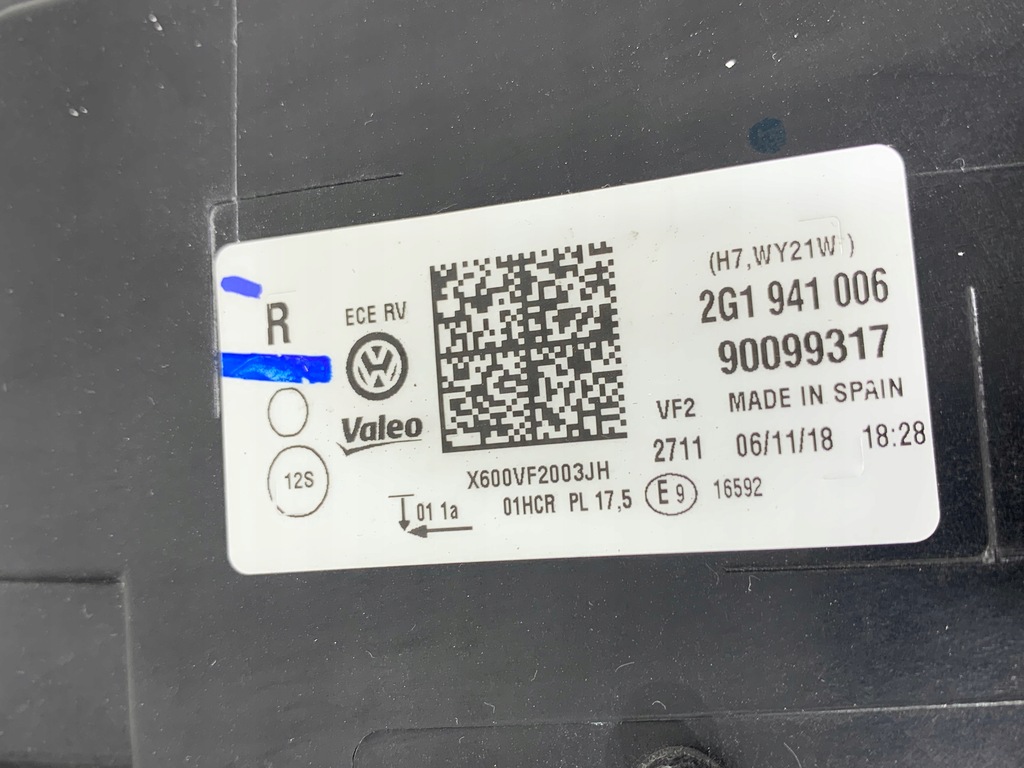 R
12S
ECE RV
VW
Valeo
X600VF2003JH
01 1a
01HCR PL 17,5
E9
16592
(H7,WY21W )
2G1 941 006
90099317
VF2 MADE IN SPAIN
2711 06/11/18 18:28